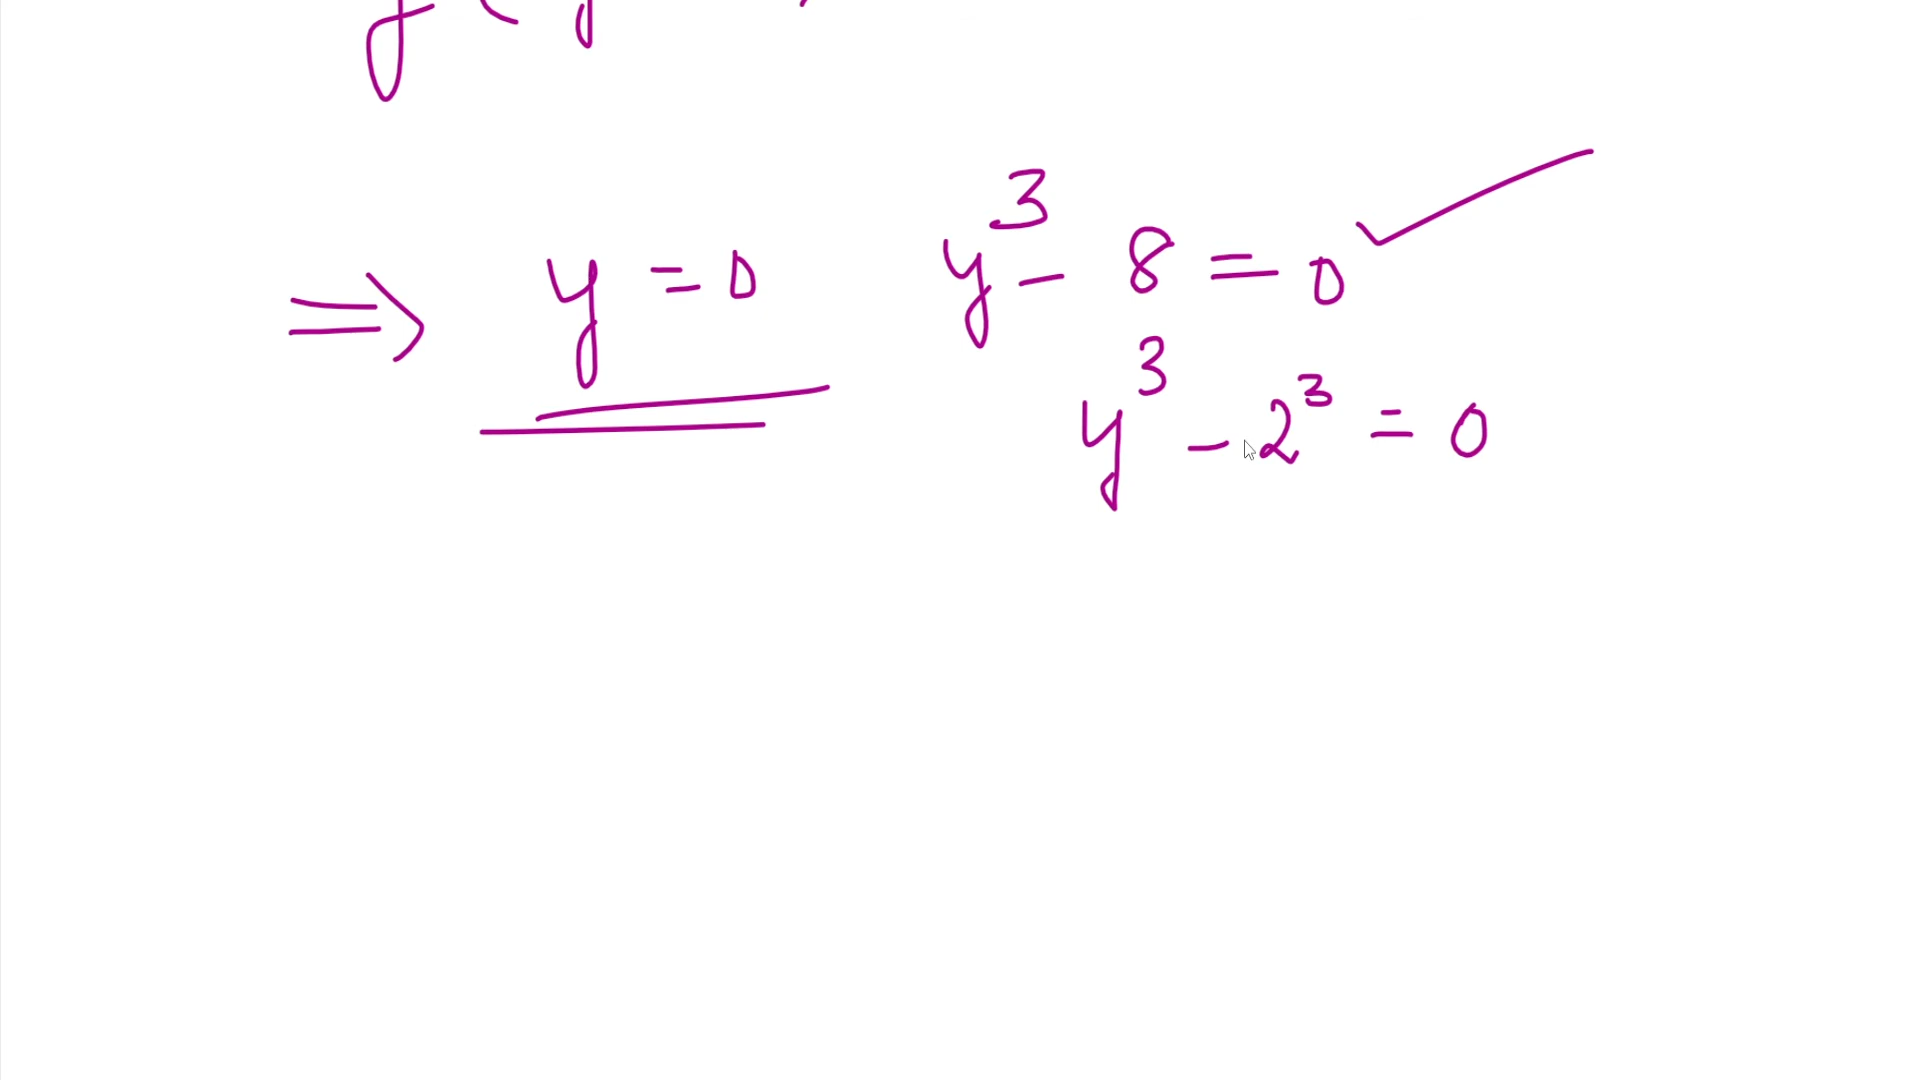 ⇒ y = 0 y³ - 8 = 0 ✓
y³ - 2³ = 0